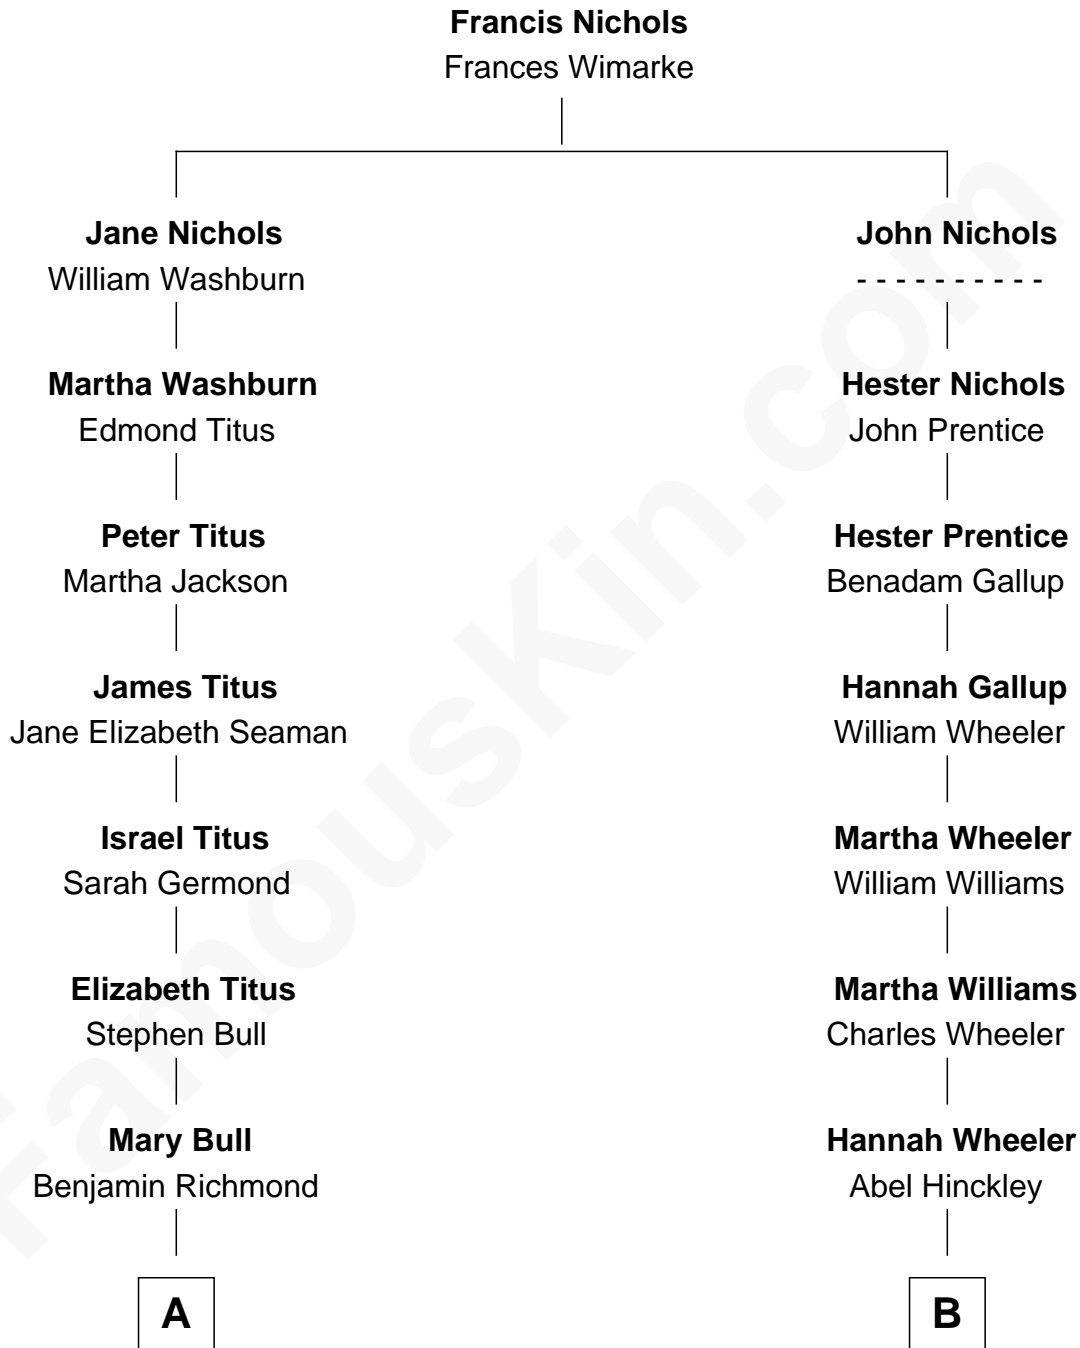 Francis Nichols
Frances Wimarke
Jane Nichols
William Washburn
Martha Washburn
Edmond Titus
Peter Titus
Martha Jackson
James Titus
Jane Elizabeth Seaman
Israel Titus
Sarah Germond
Elizabeth Titus
Stephen Bull
Mary Bull
Benjamin Richmond
A
John Nichols
- - - - - - - - - -
Hester Nichols
John Prentice
Hester Prentice
Benadam Gallup
Hannah Gallup
William Wheeler
Martha Wheeler
William Williams
Martha Williams
Charles Wheeler
Hannah Wheeler
Abel Hinckley
B
FamousKin.com